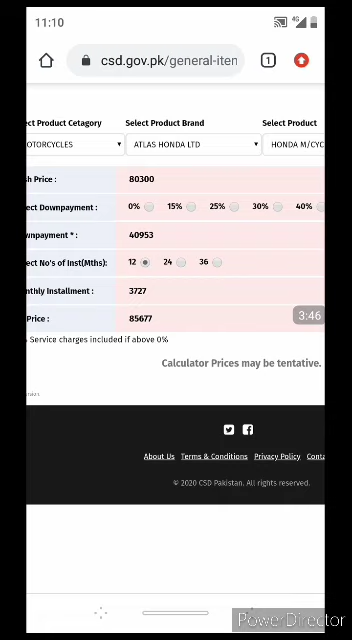 11:10
4G
csd.gov.pk/general-iten
1
ect Product Cetagory Select Product Brand Select Product
OTORCYCLES ATLAS HONDA LTD HONDA M/CYC
h Price : 80300
ect Downpayment : 0% 15% 25% 30% 40%
wnpayment * : 40953
ect No's of Inst(Mths): 12 24 36
nthly Installment : 3727
Price : 85677
3:46
Service charges included if above 0%
Calculator Prices may be tentative.
rsion.
About Us Terms & Conditions Privacy Policy Conta
© 2020 CSD Pakistan. All rights reserved.
PowerDirector